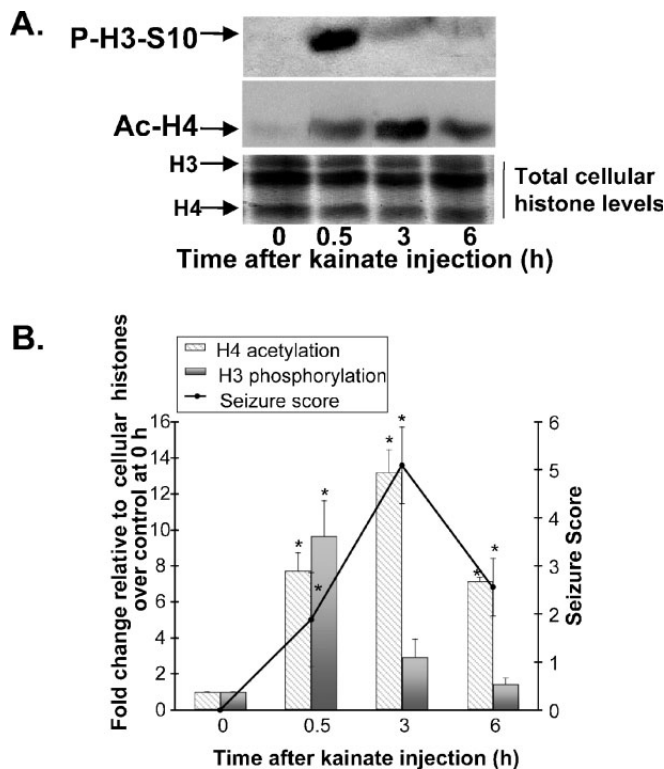 A.
P-H3-S10
Ac-H4
H3
H4
Total cellular
histone levels
0 0.5 3 6
Time after kainate injection (h)
B.
H4 acetylation
H3 phosphorylation
Seizure score
Fold change relative to cellular histones
over control at 0 h
16
14
12
10
8
6
4
2
0
* * * * * * *
6
5
4
3
2
1
0
Seizure Score
0 0.5 3 6
Time after kainate injection (h)